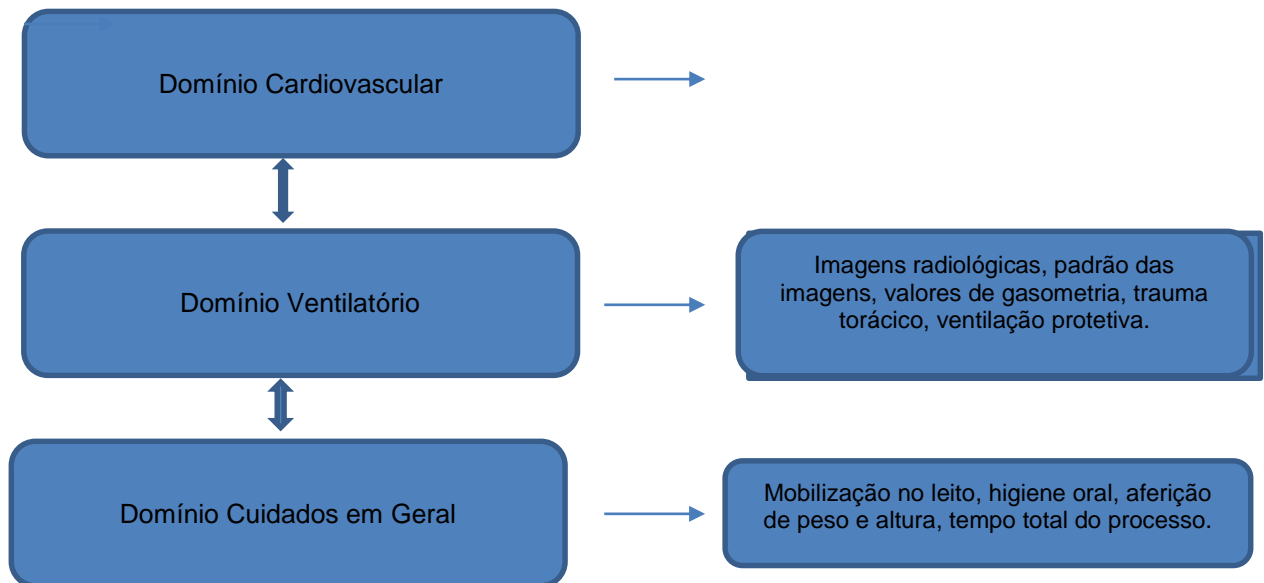 Domínio Cardiovascular
Domínio Ventilatório
Imagens radiológicas, padrão das
imagens, valores de gasometria, trauma
torácico, ventilação protetiva.
Domínio Cuidados em Geral
Mobilização no leito, higiene oral, aferição
de peso e altura, tempo total do processo.